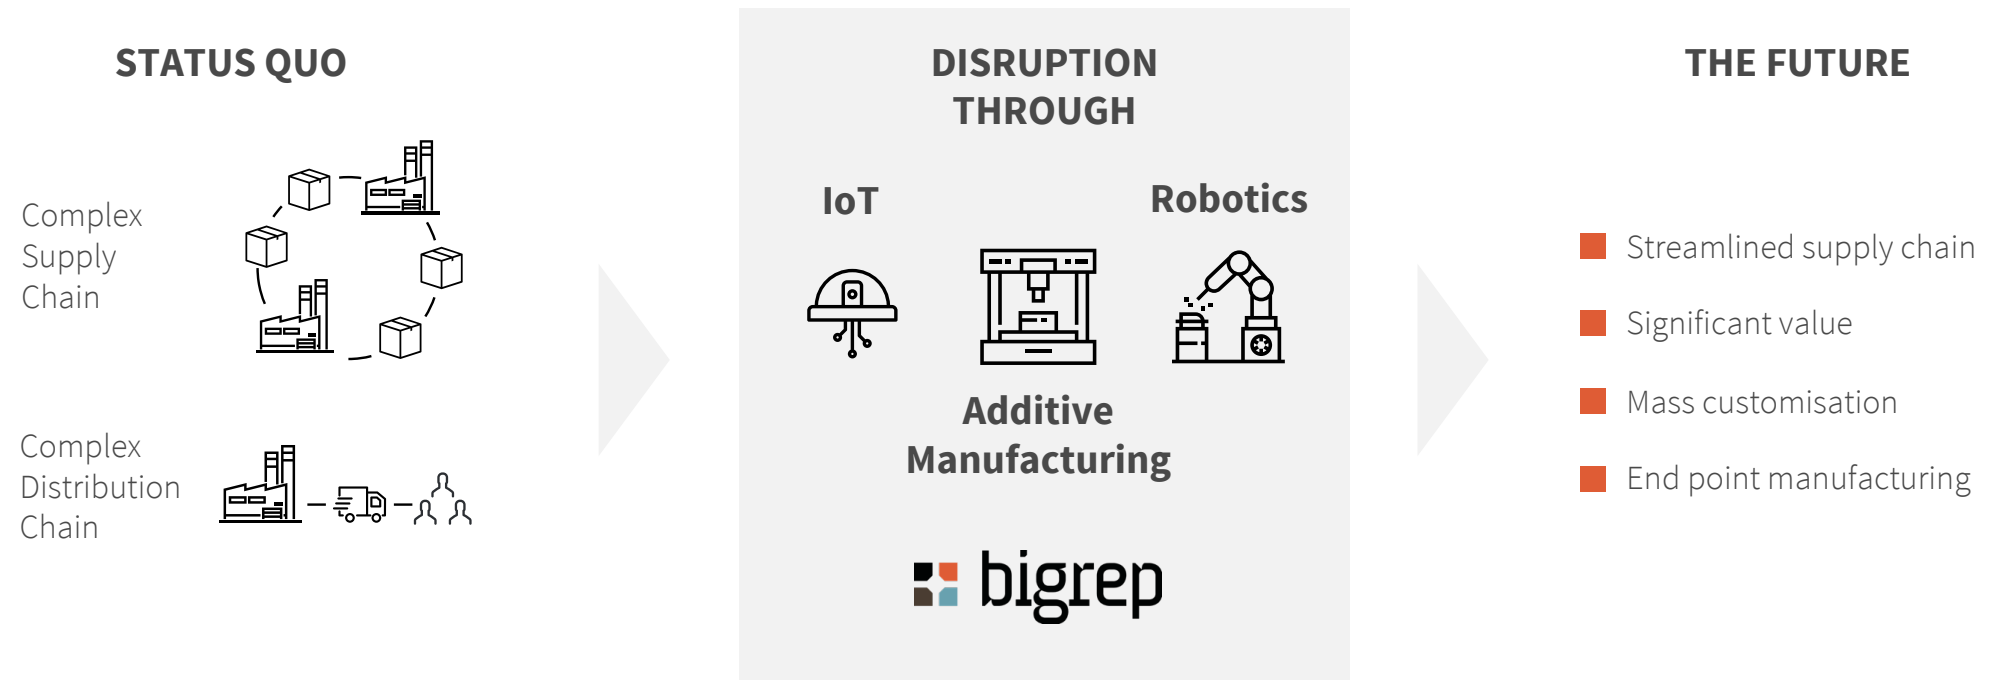 STATUS QUO
Complex
Supply
Chain
Complex
Distribution
Chain
DISRUPTION
THROUGH
IoT
Robotics
Additive
Manufacturing
bigrep
THE FUTURE
Streamlined supply chain
Significant value
Mass customisation
End point manufacturing